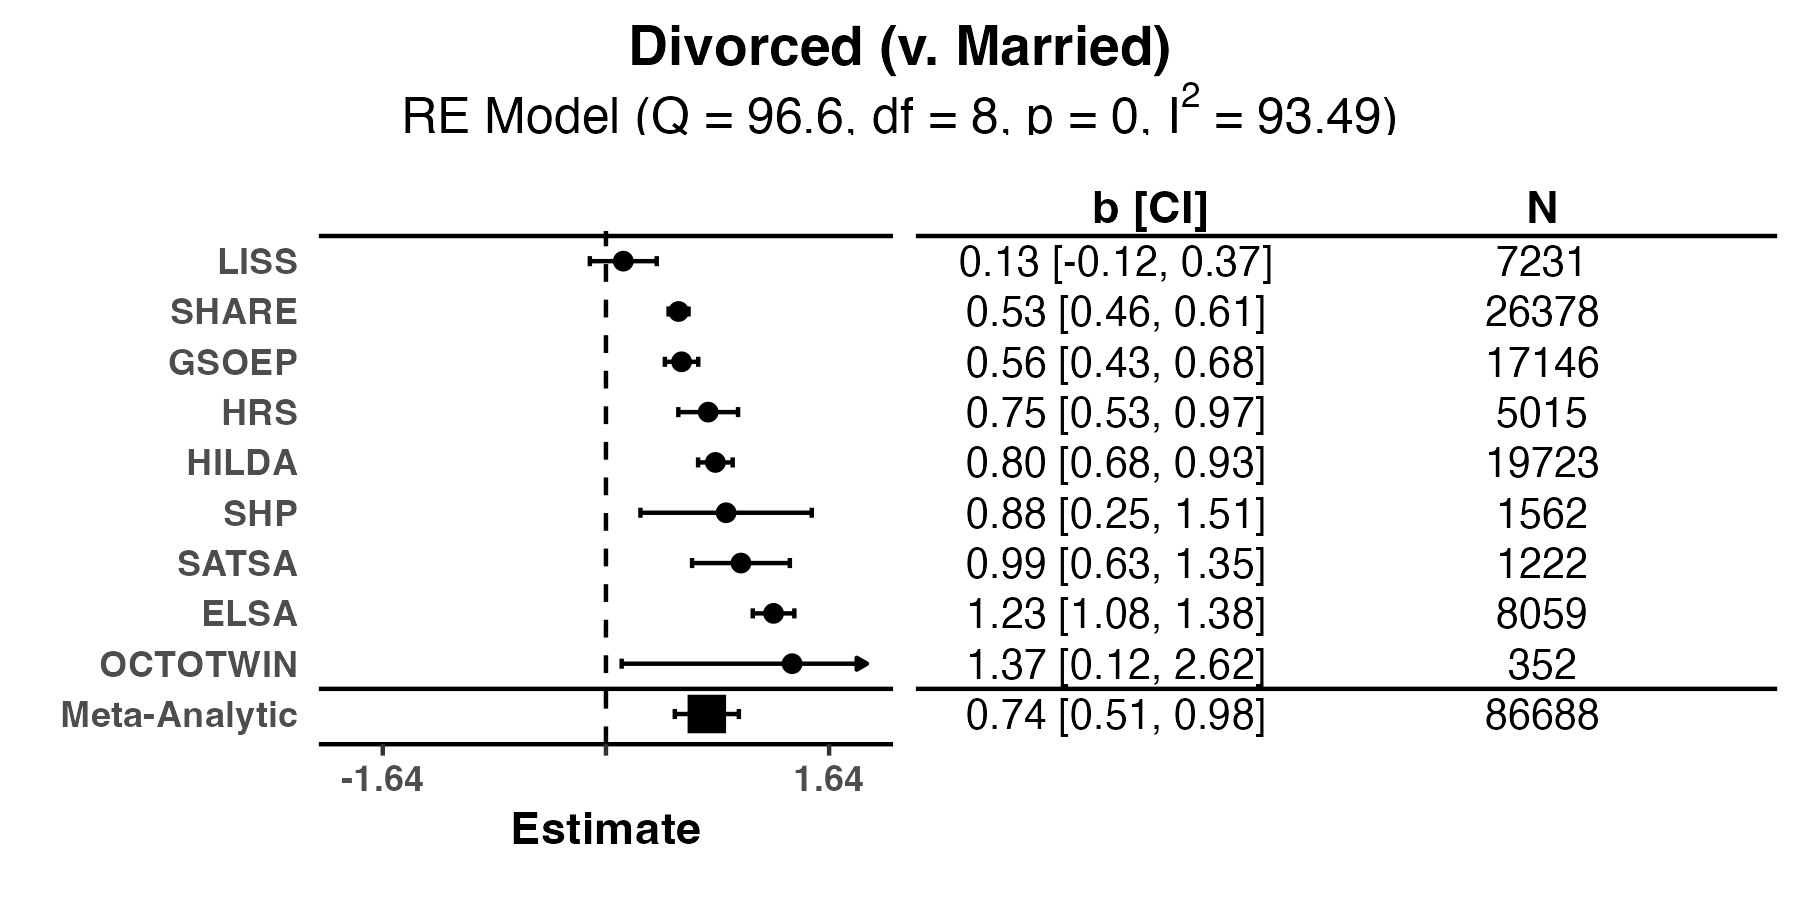 Divorced (v. Married)
RE Model (Q = 96.6, df = 8, p = 0, I² = 93.49)
b [CI] N
LISS 0.13 [-0.12, 0.37] 7231
SHARE 0.53 [0.46, 0.61] 26378
GSOEP 0.56 [0.43, 0.68] 17146
HRS 0.75 [0.53, 0.97] 5015
HILDA 0.80 [0.68, 0.93] 19723
SHP 0.88 [0.25, 1.51] 1562
SATSA 0.99 [0.63, 1.35] 1222
ELSA 1.23 [1.08, 1.38] 8059
OCTOTWIN 1.37 [0.12, 2.62] 352
Meta-Analytic 0.74 [0.51, 0.98] 86688
-1.64 1.64
Estimate